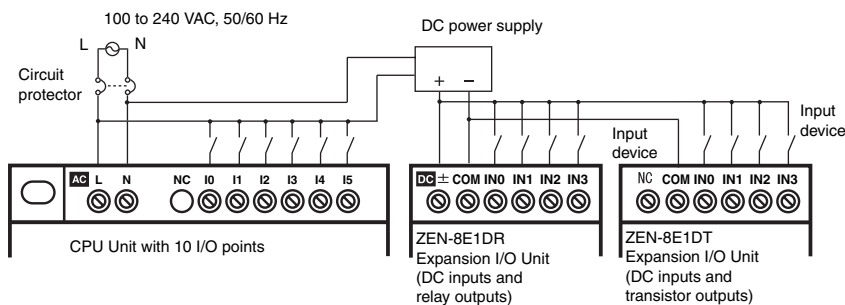 100 to 240 VAC, 50/60 Hz
L N
DC power supply
Circuit
protector
+ −
Input
device
Input
device
AC L N NC I0 I1 I2 I3 I4 I5
DC ± COM IN0 IN1 IN2 IN3
NC COM IN0 IN1 IN2 IN3
CPU Unit with 10 I/O points
ZEN-8E1DR
Expansion I/O Unit
(DC inputs and
relay outputs)
ZEN-8E1DT
Expansion I/O Unit
(DC inputs and
transistor outputs)